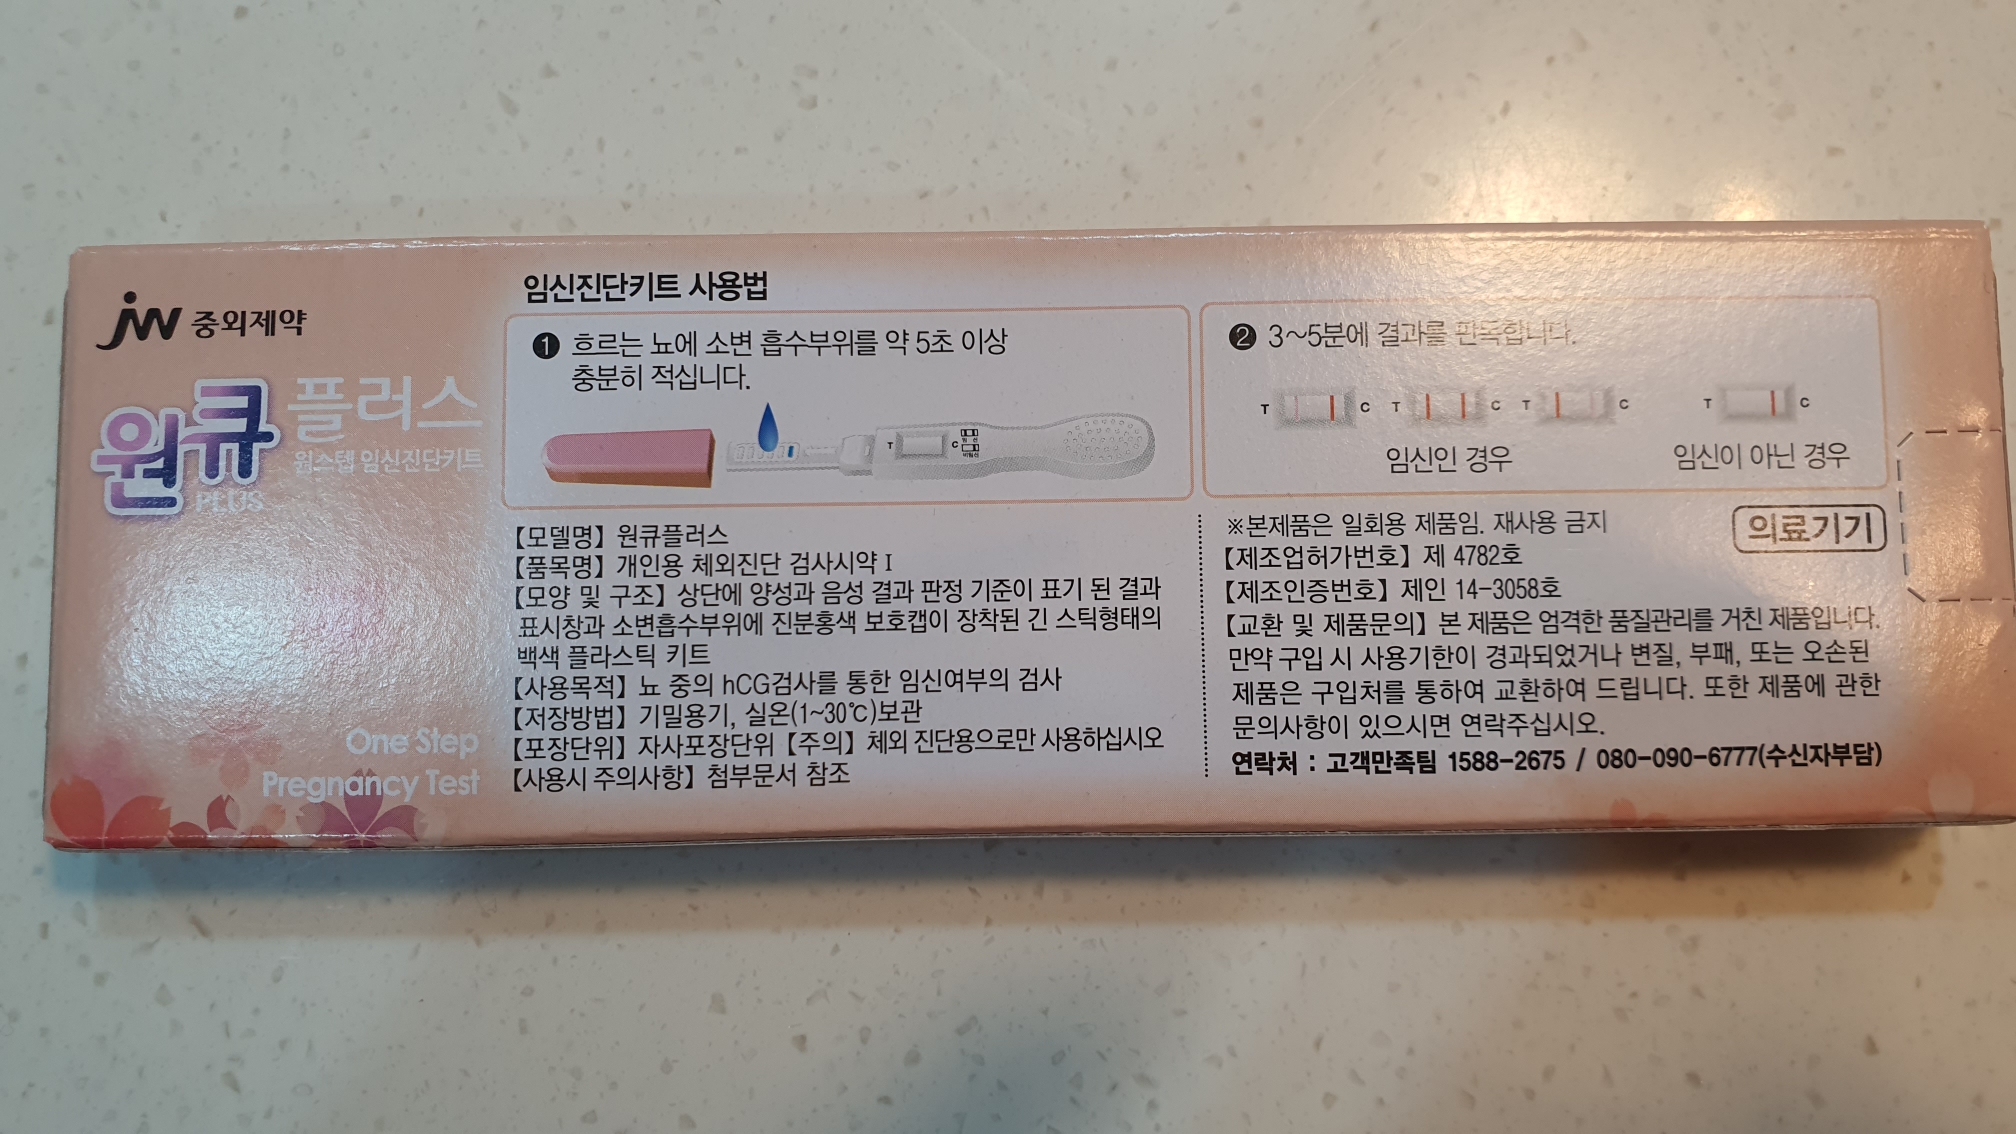 jw 중외제약
원큐 플러스
PLUS
원스텝 임신진단키트
One Step
Pregnancy Test
임신진단키트 사용법
❶ 흐르는 뇨에 소변 흡수부위를 약 5초 이상
충분히 적십니다.
T C
임신
비임신
❷ 3~5분에 결과를 판독합니다.
T C T C T C T C
임신인 경우 임신이 아닌 경우
【모델명】 원큐플러스
【품목명】 개인용 체외진단 검사시약 I
【모양 및 구조】 상단에 양성과 음성 결과 판정 기준이 표기 된 결과
표시창과 소변흡수부위에 진분홍색 보호캡이 장착된 긴 스틱형태의
백색 플라스틱 키트
【사용목적】 뇨 중의 hCG검사를 통한 임신여부의 검사
【저장방법】 기밀용기, 실온(1~30℃)보관
【포장단위】 자사포장단위 【주의】 체외 진단용으로만 사용하십시오
【사용시 주의사항】 첨부문서 참조
※본제품은 일회용 제품임. 재사용 금지
의료기기
【제조업허가번호】 제 4782호
【제조인증번호】 제인 14-3058호
【교환 및 제품문의】 본 제품은 엄격한 품질관리를 거친 제품입니다.
만약 구입 시 사용기한이 경과되었거나 변질, 부패, 또는 오손된
제품은 구입처를 통하여 교환하여 드립니다. 또한 제품에 관한
문의사항이 있으시면 연락주십시오.
연락처 : 고객만족팀 1588-2675 / 080-090-6777(수신자부담)